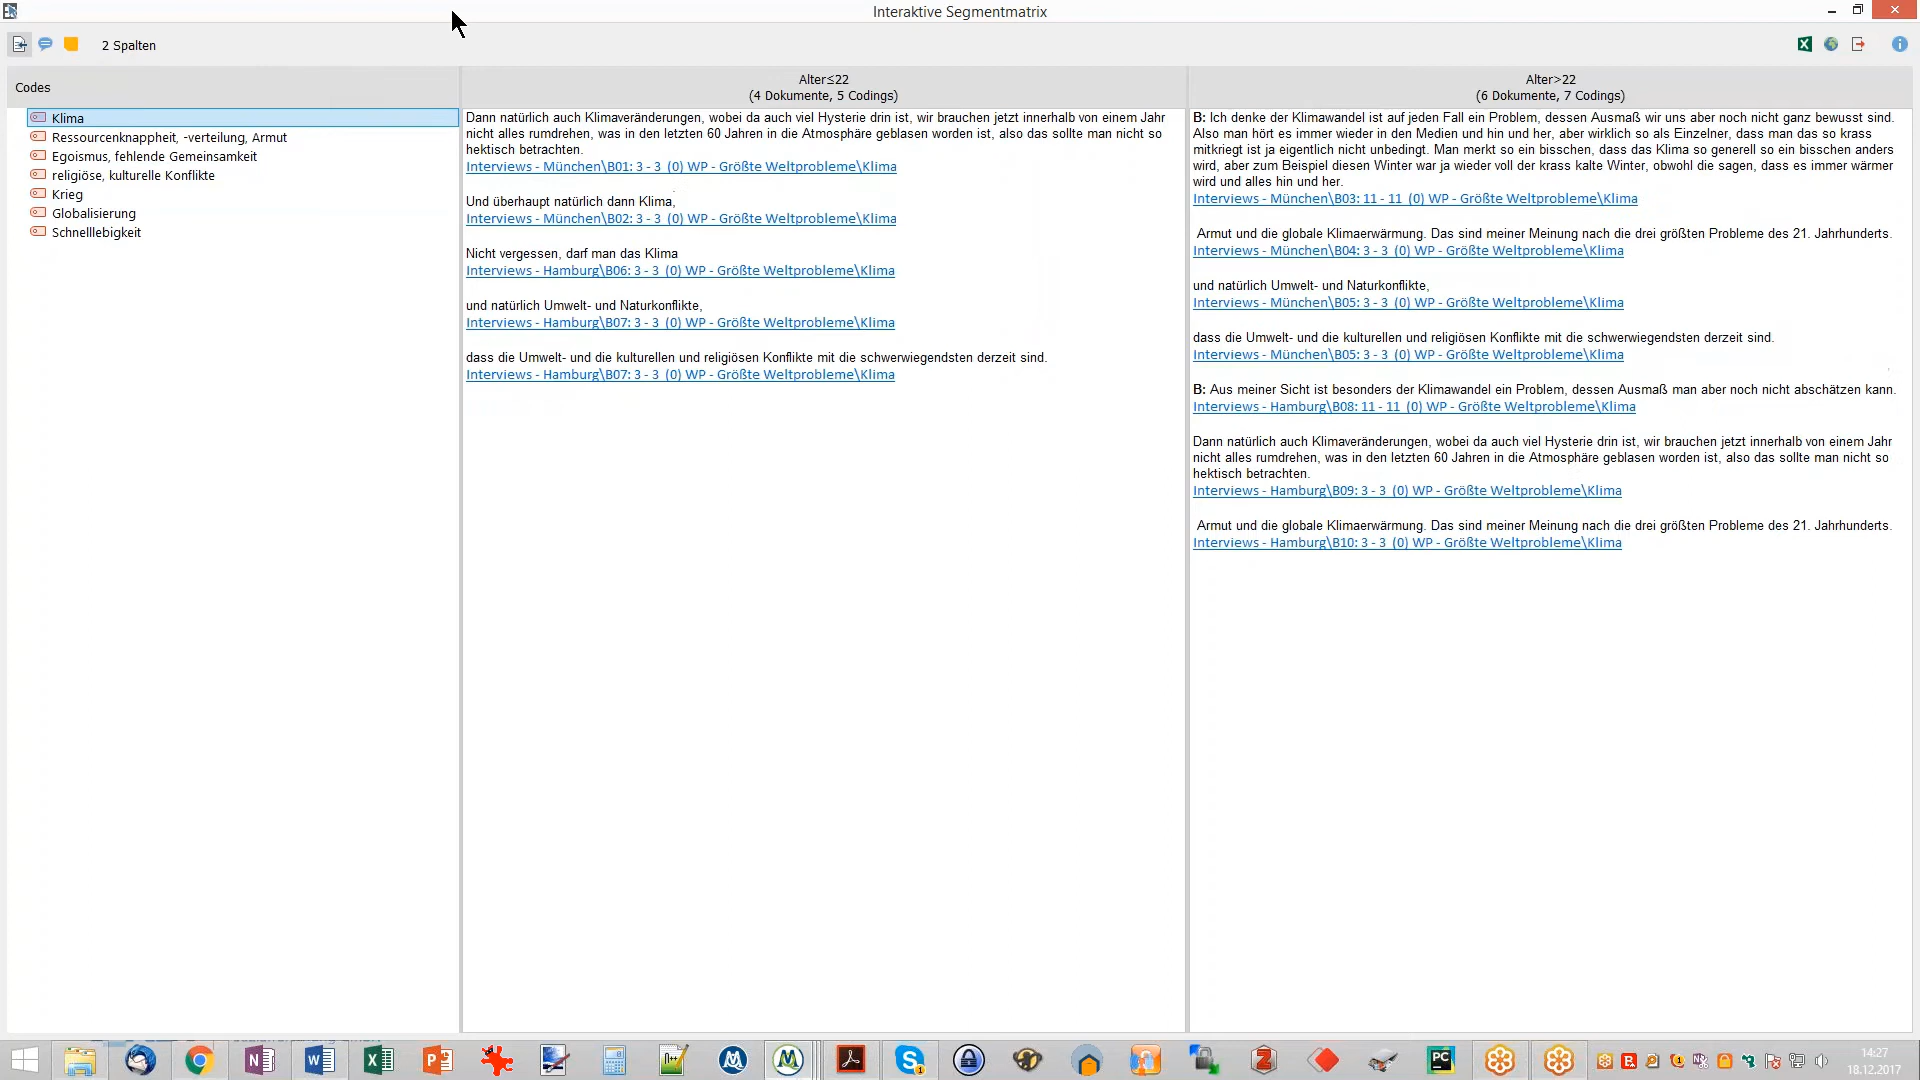 Interaktive Segmentmatrix
2 Spalten
Codes
Alter≤22
(4 Dokumente, 5 Codings)
Alter>22
(6 Dokumente, 7 Codings)
Klima
Ressourcenknappheit, -verteilung, Armut
Egoismus, fehlende Gemeinsamkeit
religiöse, kulturelle Konflikte
Krieg
Globalisierung
Schnelllebigkeit
Dann natürlich auch Klimaveränderungen, wobei da auch viel Hysterie drin ist, wir brauchen jetzt innerhalb von einem Jahr
nicht alles rumdrehen, was in den letzten 60 Jahren in die Atmosphäre geblasen worden ist, also das sollte man nicht so
hektisch betrachten.
Interviews - München\B01: 3 - 3 (0) WP - Größte Weltprobleme\Klima
Und überhaupt natürlich dann Klima,
Interviews - München\B02: 3 - 3 (0) WP - Größte Weltprobleme\Klima
Nicht vergessen, darf man das Klima
Interviews - Hamburg\B06: 3 - 3 (0) WP - Größte Weltprobleme\Klima
und natürlich Umwelt- und Naturkonflikte,
Interviews - Hamburg\B07: 3 - 3 (0) WP - Größte Weltprobleme\Klima
dass die Umwelt- und die kulturellen und religiösen Konflikte mit die schwerwiegendsten derzeit sind.
Interviews - Hamburg\B07: 3 - 3 (0) WP - Größte Weltprobleme\Klima
B: Ich denke der Klimawandel ist auf jeden Fall ein Problem, dessen Ausmaß wir uns aber noch nicht ganz bewusst sind.
Also man hört es immer wieder in den Medien und hin und her, aber wirklich so als Einzelner, dass man das so krass
mitkriegt ist ja eigentlich nicht unbedingt. Man merkt so ein bisschen, dass das Klima so generell so ein bisschen anders
wird, aber zum Beispiel diesen Winter war ja wieder voll der krass kalte Winter, obwohl die sagen, dass es immer wärmer
wird und alles hin und her.
Interviews - München\B03: 11 - 11 (0) WP - Größte Weltprobleme\Klima
Armut und die globale Klimaerwärmung. Das sind meiner Meinung nach die drei größten Probleme des 21. Jahrhunderts.
Interviews - München\B04: 3 - 3 (0) WP - Größte Weltprobleme\Klima
und natürlich Umwelt- und Naturkonflikte,
Interviews - München\B05: 3 - 3 (0) WP - Größte Weltprobleme\Klima
dass die Umwelt- und die kulturellen und religiösen Konflikte mit die schwerwiegendsten derzeit sind.
Interviews - München\B05: 3 - 3 (0) WP - Größte Weltprobleme\Klima
B: Aus meiner Sicht ist besonders der Klimawandel ein Problem, dessen Ausmaß man aber noch nicht abschätzen kann.
Interviews - Hamburg\B08: 11 - 11 (0) WP - Größte Weltprobleme\Klima
Dann natürlich auch Klimaveränderungen, wobei da auch viel Hysterie drin ist, wir brauchen jetzt innerhalb von einem Jahr
nicht alles rumdrehen, was in den letzten 60 Jahren in die Atmosphäre geblasen worden ist, also das sollte man nicht so
hektisch betrachten.
Interviews - Hamburg\B09: 3 - 3 (0) WP - Größte Weltprobleme\Klima
Armut und die globale Klimaerwärmung. Das sind meiner Meinung nach die drei größten Probleme des 21. Jahrhunderts.
Interviews - Hamburg\B10: 3 - 3 (0) WP - Größte Weltprobleme\Klima
14:27
18.12.2017